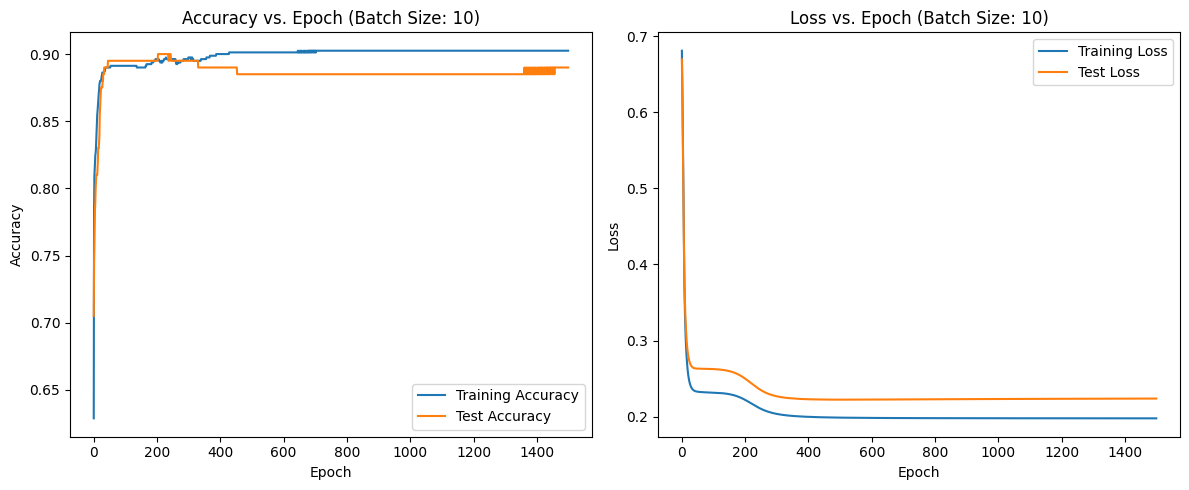 Accuracy vs. Epoch (Batch Size: 10)
Accuracy
0.90
0.85
0.80
0.75
0.70
0.65
0 200 400 600 800 1000 1200 1400
Epoch
Training Accuracy
Test Accuracy
Loss vs. Epoch (Batch Size: 10)
Loss
0.7
0.6
0.5
0.4
0.3
0.2
0 200 400 600 800 1000 1200 1400
Epoch
Training Loss
Test Loss